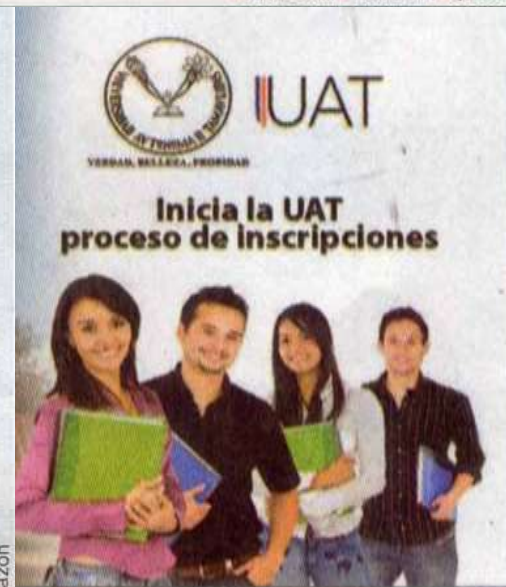 UAT
VERDAD, BELLEZA, PROBIDAD
Inicia la UAT
proceso de inscripciones